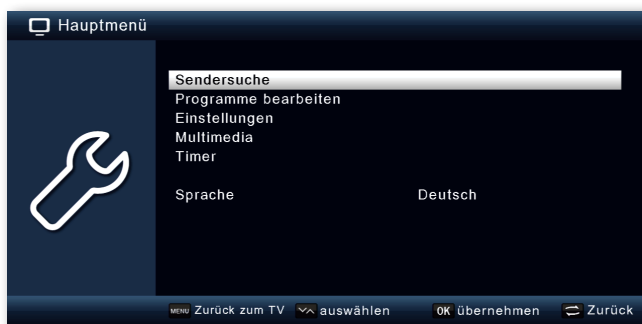 Hauptmenü
Sendersuche
Programme bearbeiten
Einstellungen
Multimedia
Timer
Sprache Deutsch
MENU Zurück zum TV auswählen OK übernehmen Zurück